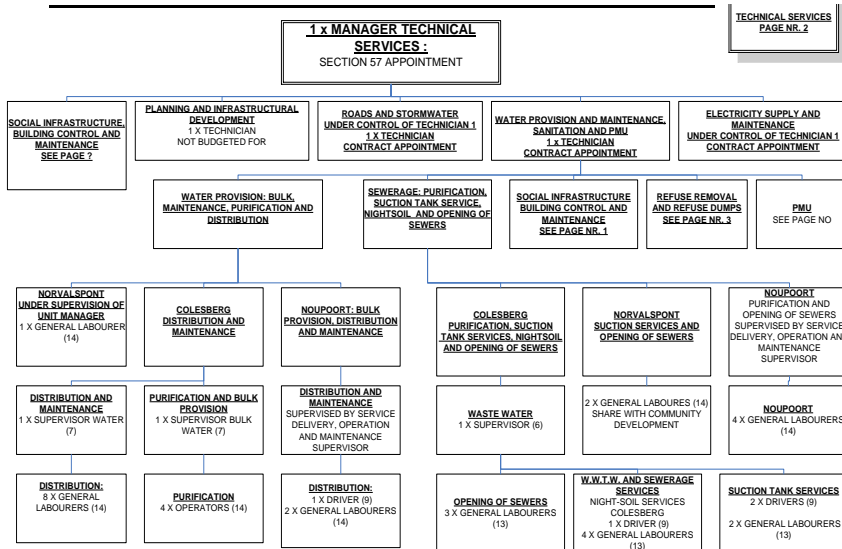 TECHNICAL SERVICES
PAGE NR. 2
1 x MANAGER TECHNICAL
SERVICES :
SECTION 57 APPOINTMENT
SOCIAL INFRASTRUCTURE,
BUILDING CONTROL AND
MAINTENANCE
SEE PAGE ?
PLANNING AND INFRASTRUCTURAL
DEVELOPMENT
1 X TECHNICIAN
NOT BUDGETED FOR
ROADS AND STORMWATER
UNDER CONTROL OF TECHNICIAN 1
1 X TECHNICIAN
CONTRACT APPOINTMENT
WATER PROVISION AND MAINTENANCE,
SANITATION AND PMU
1 x TECHNICIAN
CONTRACT APPOINTMENT
ELECTRICITY SUPPLY AND
MAINTENANCE
UNDER CONTROL OF TECHNICIAN 1
CONTRACT APPOINTMENT
WATER PROVISION: BULK,
MAINTENANCE, PURIFICATION AND
DISTRIBUTION
SEWERAGE: PURIFICATION,
SUCTION TANK SERVICE,
NIGHTSOIL AND OPENING OF
SEWERS
SOCIAL INFRASTRUCTURE
BUILDING CONTROL AND
MAINTENANCE
SEE PAGE NR. 1
REFUSE REMOVAL
AND REFUSE DUMPS
SEE PAGE NR. 3
PMU
SEE PAGE NO
NORVALSPONT
UNDER SUPERVISION OF
UNIT MANAGER
1 X GENERAL LABOURER
(14)
COLESBERG
DISTRIBUTION AND
MAINTENANCE
NOUPOORT: BULK
PROVISION, DISTRIBUTION
AND MAINTENANCE
COLESBERG
PURIFICATION, SUCTION
TANK SERVICES, NIGHTSOIL
AND OPENING OF SEWERS
NORVALSPONT
SUCTION SERVICES AND
OPENING OF SEWERS
NOUPOORT
PURIFICATION AND
OPENING OF SEWERS
SUPERVISED BY SERVICE
DELIVERY, OPERATION AN
MAINTENANCE
SUPERVISOR
DISTRIBUTION AND
MAINTENANCE
1 X SUPERVISOR WATER
(7)
PURIFICATION AND BULK
PROVISION
1 X SUPERVISOR BULK
WATER (7)
DISTRIBUTION AND
MAINTENANCE
SUPERVISED BY SERVICE
DELIVERY, OPERATION
AND MAINTENANCE
SUPERVISOR
WASTE WATER
1 X SUPERVISOR (6)
2 X GENERAL LABOURES (14)
SHARE WITH COMMUNITY
DEVELOPMENT
NOUPOORT
4 X GENERAL LABOURERS
(14)
DISTRIBUTION:
8 X GENERAL
LABOURERS (14)
PURIFICATION
4 X OPERATORS (14)
DISTRIBUTION:
1 X DRIVER (9)
2 X GENERAL LABOURERS
(14)
OPENING OF SEWERS
3 X GENERAL LABOURERS
(13)
W.W.T.W. AND SEWERAGE
SERVICES
NIGHT-SOIL SERVICES
COLESBERG
1 X DRIVER (9)
4 X GENERAL LABOURERS
(13)
SUCTION TANK SERVICES
2 X DRIVERS (9)
2 X GENERAL LABOURERS
(13)